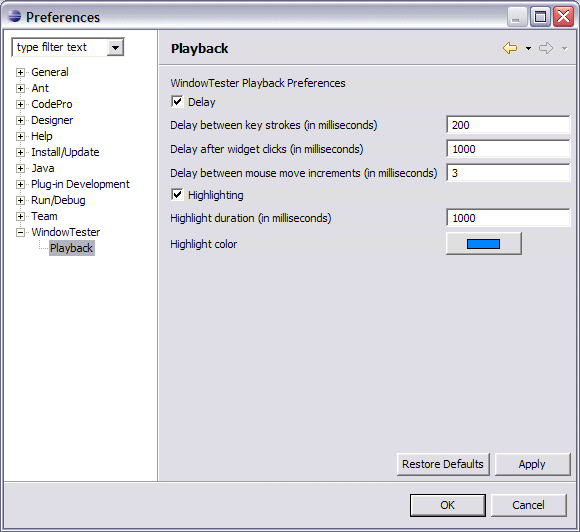 Preferences
type filter text
General
Ant
CodePro
Designer
Help
Install/Update
Java
Plug-in Development
Run/Debug
Team
WindowTester
Playback
Playback
WindowTester Playback Preferences
Delay
Delay between key strokes (in milliseconds) 200
Delay after widget clicks (in milliseconds) 1000
Delay between mouse move increments (in milliseconds) 3
Highlighting
Highlight duration (in milliseconds) 1000
Highlight color
Restore Defaults Apply
OK Cancel